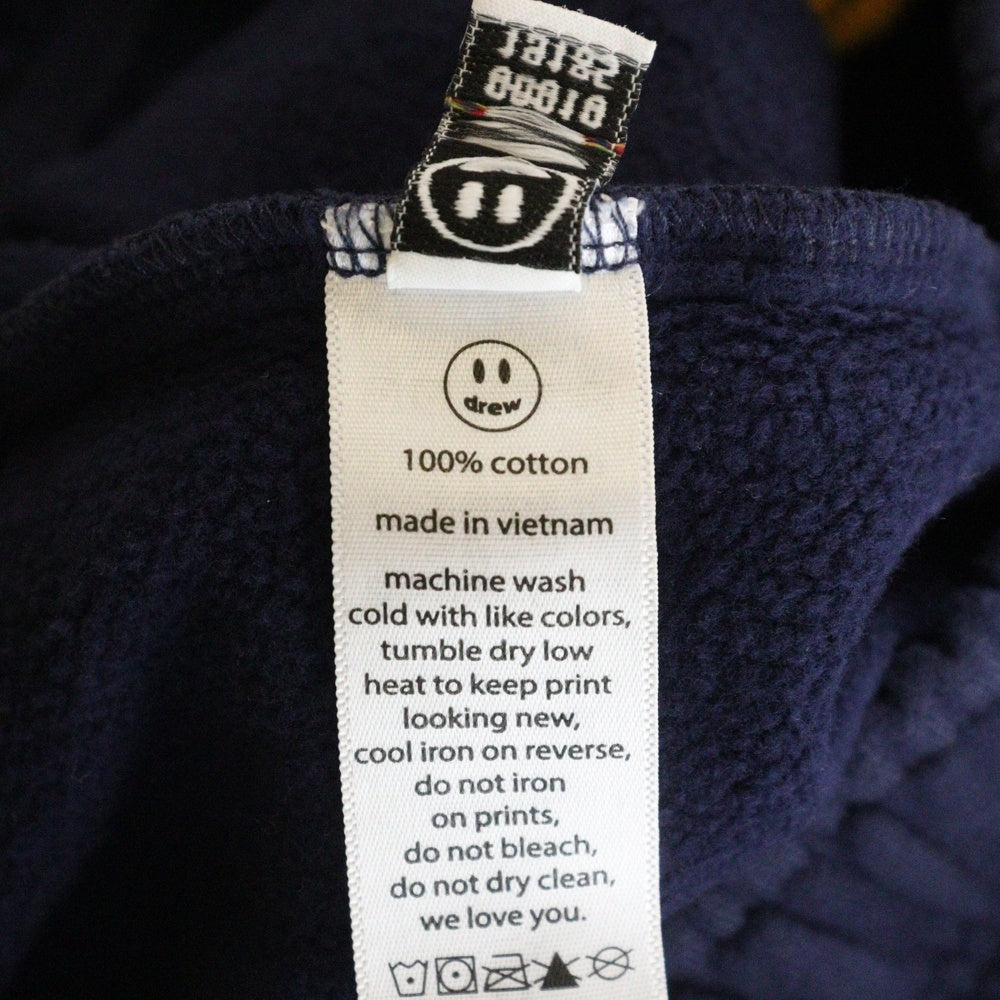 drew
100% cotton
made in vietnam
machine wash
cold with like colors,
tumble dry low
heat to keep print
looking new,
cool iron on reverse,
do not iron
on prints,
do not bleach,
do not dry clean,
we love you.